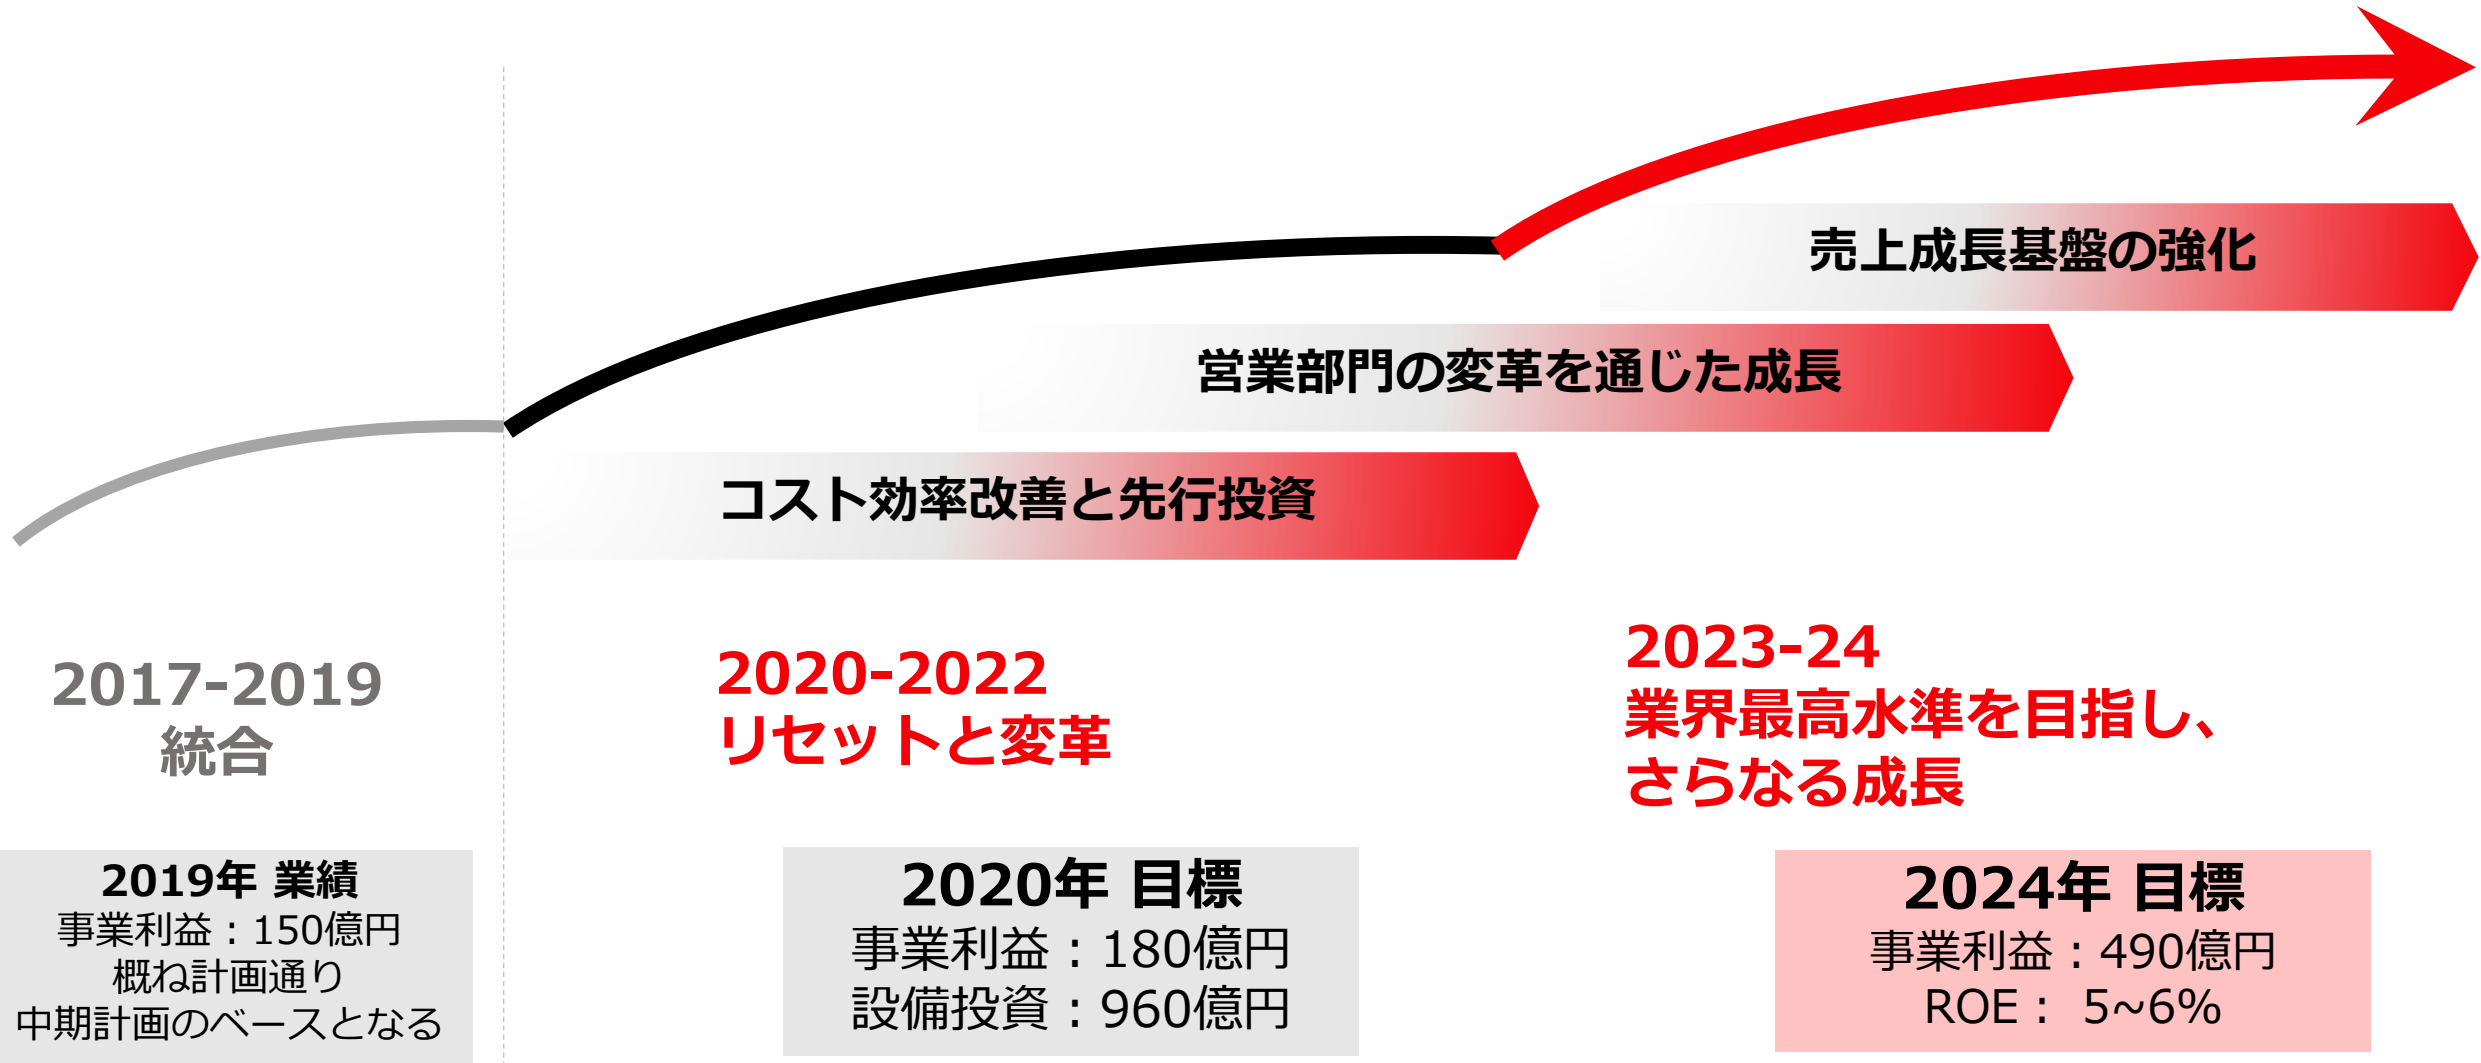 売上成長基盤の強化
営業部門の変革を通じた成長
コスト効率改善と先行投資
2017-2019
統合
2020-2022
リセットと変革
2023-24
業界最高水準を目指し、
さらなる成長
2019年 業績
事業利益：150億円
概ね計画通り
中期計画のベースとなる
2020年 目標
事業利益：180億円
設備投資：960億円
2024年 目標
事業利益：490億円
ROE： 5~6%